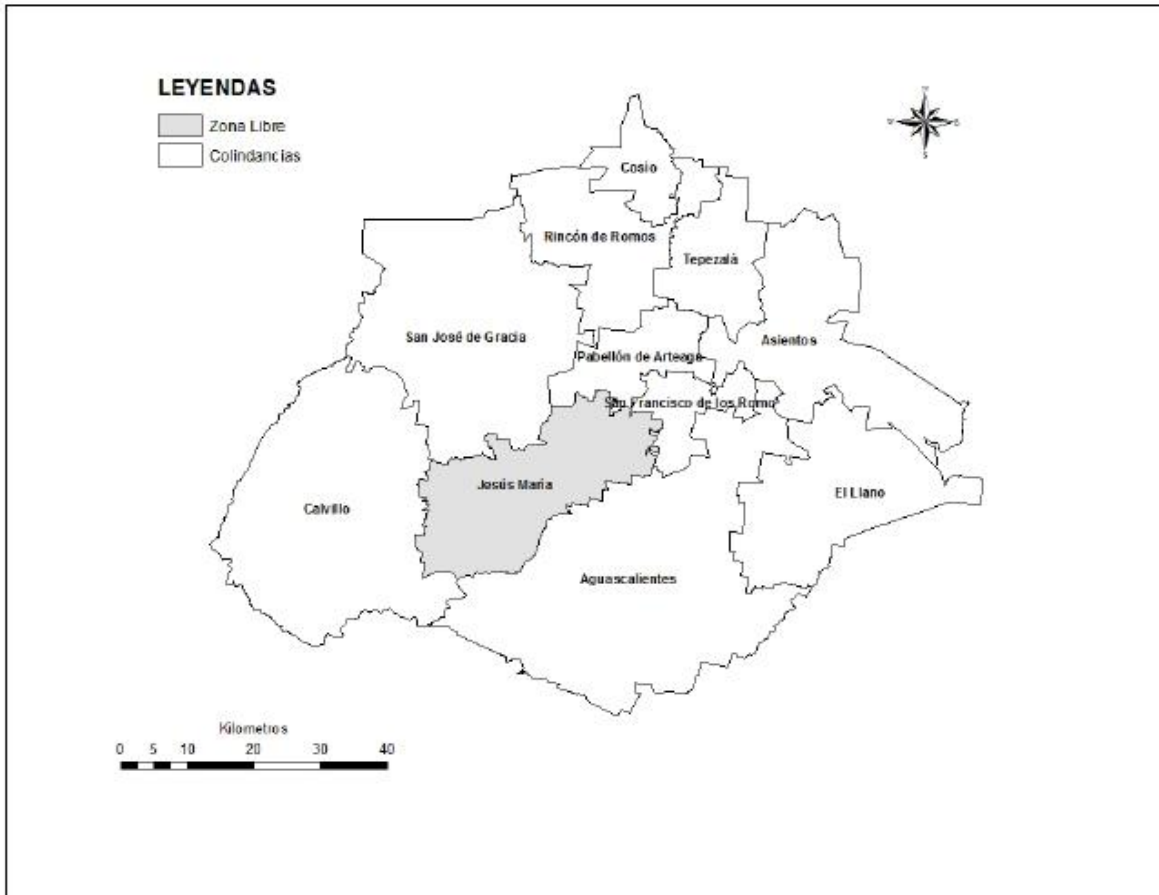 LEYENDAS
Zona Libre
Colindancias
Cosio
Rincón de Romos
Tepezalá
San José de Gracia
Asientos
Pabellón de Arteaga
San Francisco de los Romo
Jesús María
El Llano
Calvillo
Aguascalientes
Kilometros
0 5 10 20 30 40